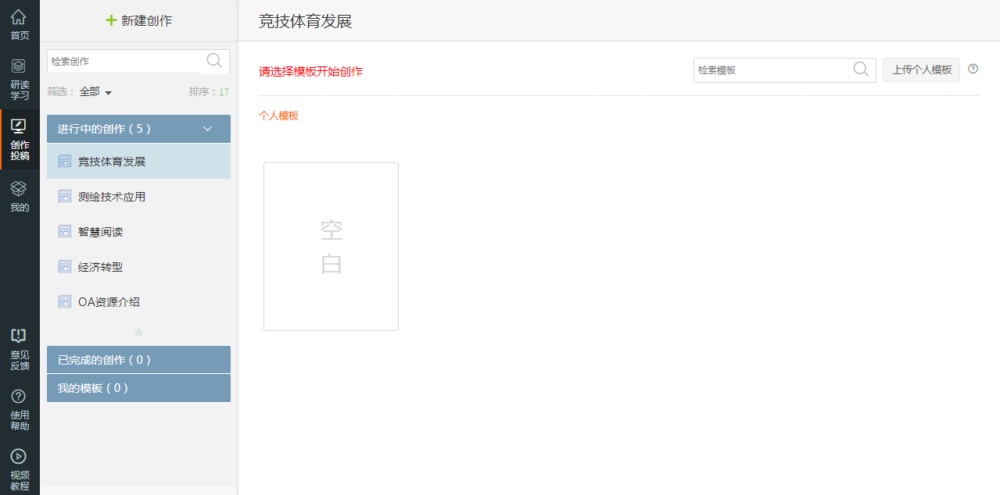 首页
研读
学习
创作
投稿
我的
意见
反馈
使用
帮助
视频
教程
新建创作
检索创作
筛选： 全部
排序：
进行中的创作 ( 5 )
竞技体育发展
测绘技术应用
智慧阅读
经济转型
OA资源介绍
已完成的创作 ( 0 )
我的模板 ( 0 )
竞技体育发展
请选择模板开始创作
检索模板
上传个人模板
个人模板
空
白